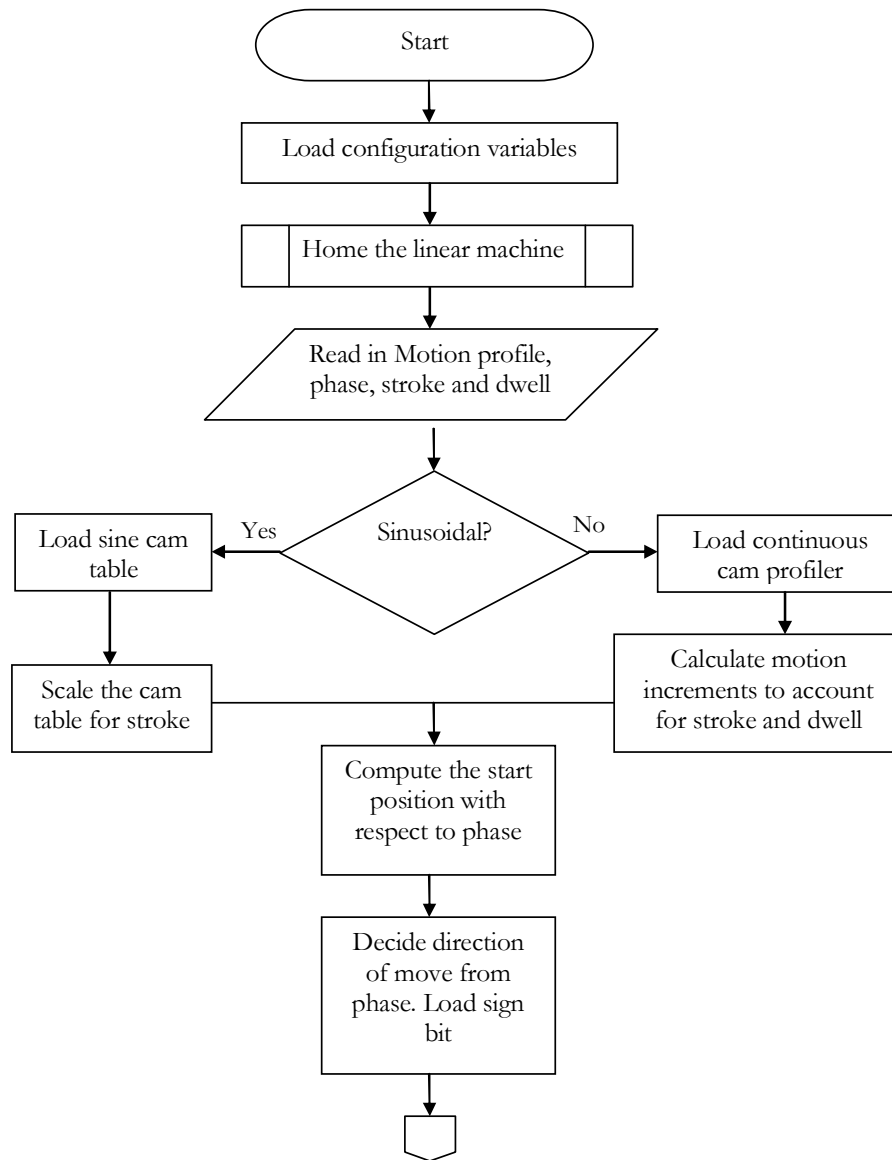 Start
Load configuration variables
Home the linear machine
Read in Motion profile,
phase, stroke and dwell
Sinusoidal?
Yes
No
Load sine cam
table
Load continuous
cam profiler
Scale the cam
table for stroke
Calculate motion
increments to account
for stroke and dwell
Compute the start
position with
respect to phase
Decide direction
of move from
phase. Load sign
bit